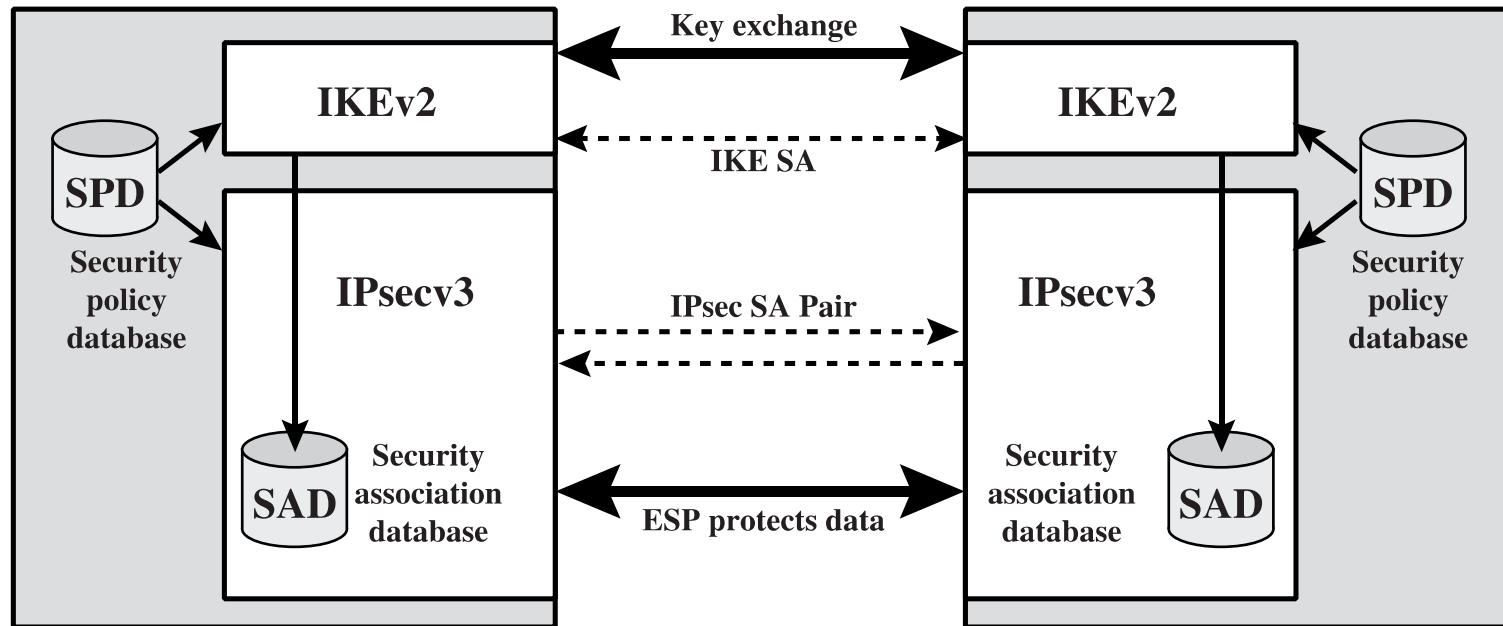 Key exchange
IKEv2
IKEv2
IKE SA
SPD
Security
policy
database
SPD
Security
policy
database
IPsecv3
IPsecv3
IPsec SA Pair
SAD
Security
association
database
Security
association
database
SAD
ESP protects data